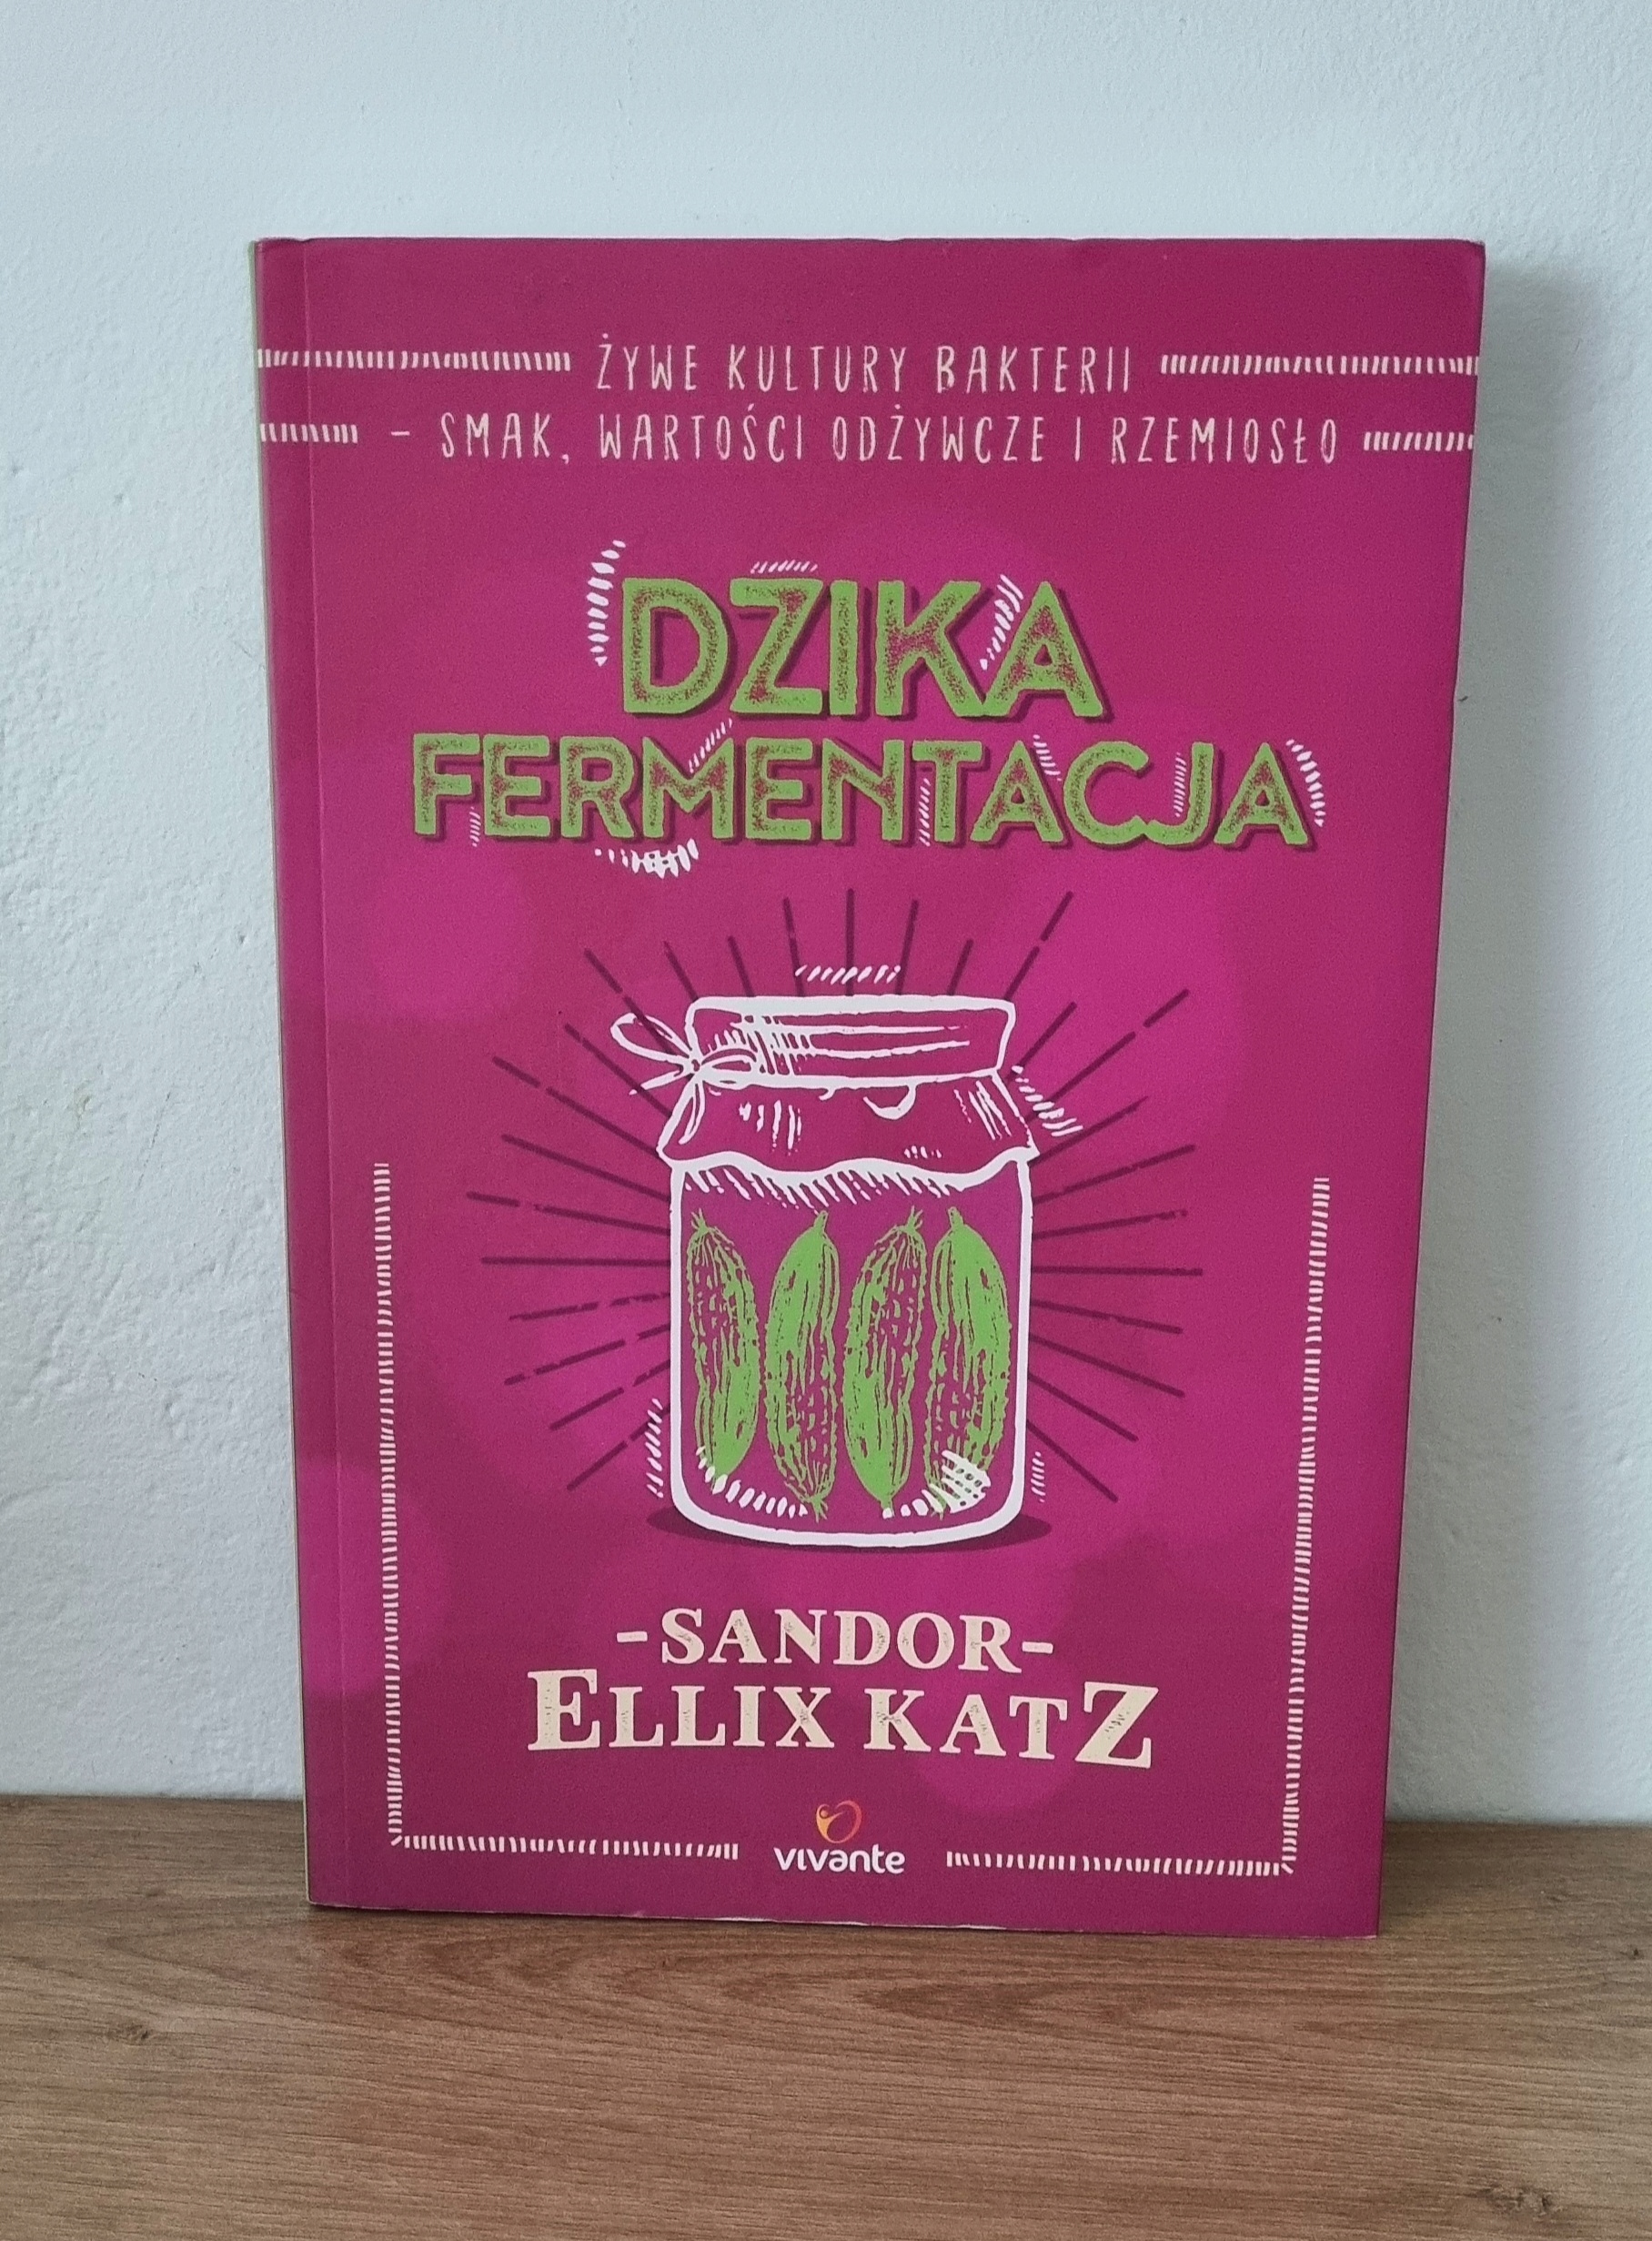 ŻYWE KULTURY BAKTERII
- SMAK, WARTOŚCI ODŻYWCZE I RZEMIOSŁO
DZIKA
FERMENTACJA
-SANDOR-
ELLIX KATZ
vivante